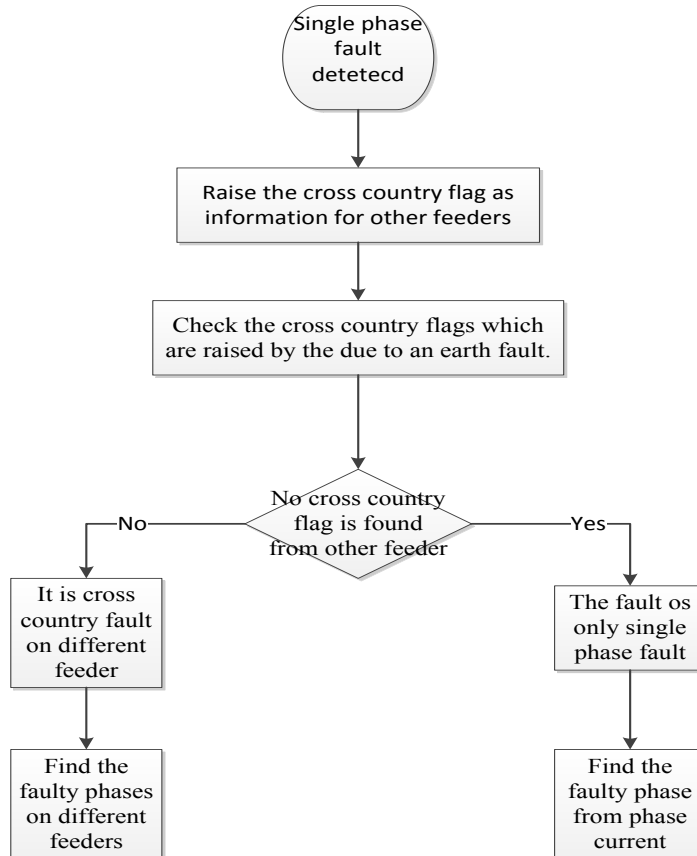 Single phase
fault
detetecd
Raise the cross country flag as
information for other feeders
Check the cross country flags which
are raised by the due to an earth fault.
No cross country
flag is found
from other feeder
No
Yes
It is cross
country fault
on different
feeder
The fault os
only single
phase fault
Find the
faulty phases
on different
feeders
Find the
faulty phase
from phase
current